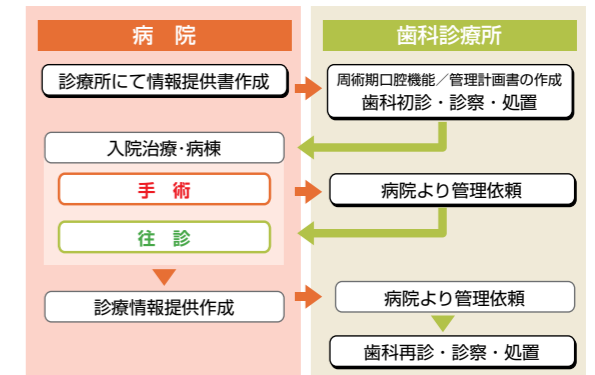 病 院
歯科診療所
診療所にて情報提供書作成
周術期口腔機能／管理計画書の作成
歯科初診・診察・処置
入院治療・病棟
手 術
病院より管理依頼
往 診
診療情報提供作成
病院より管理依頼
歯科再診・診察・処置